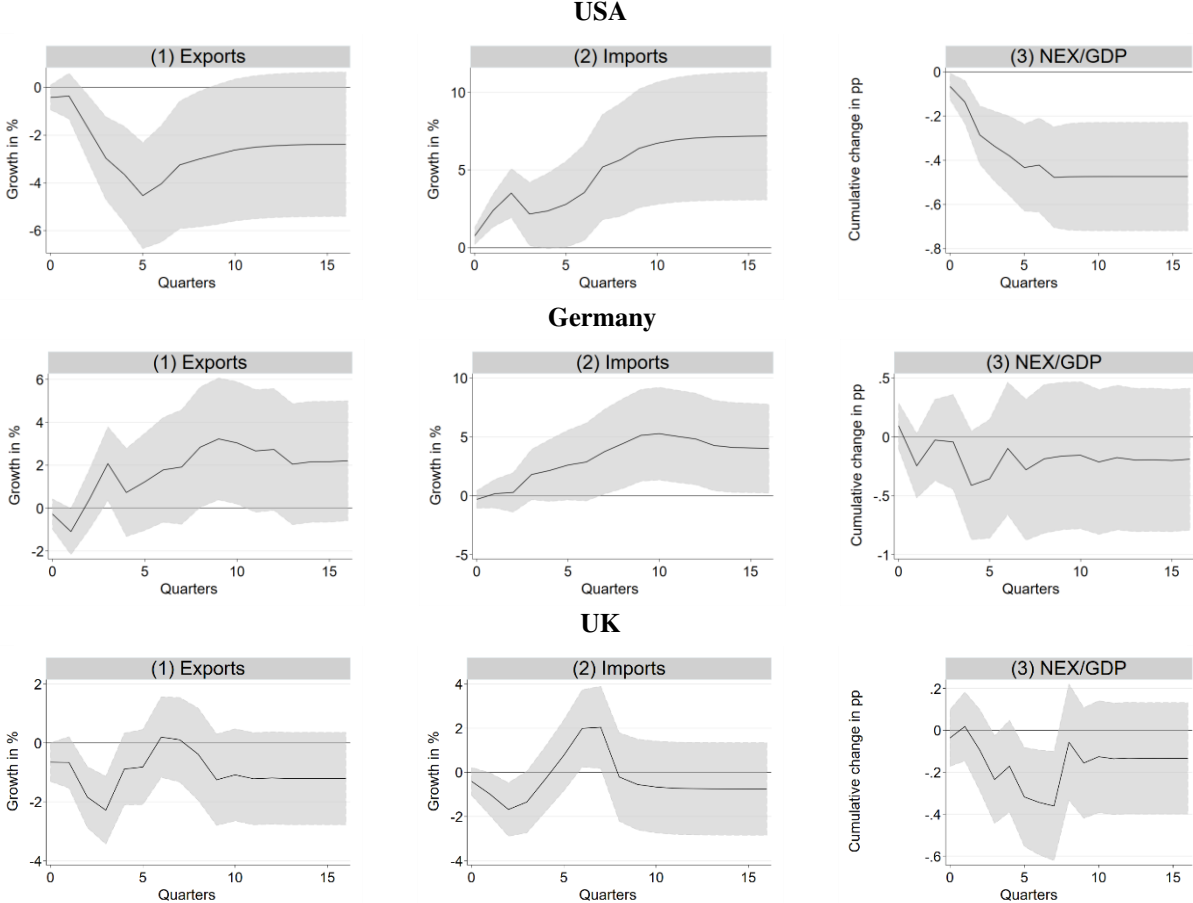 USA
(1) Exports
Growth in %
0
-2
-4
-6
0 5 10 15
Quarters
(2) Imports
Growth in %
10
5
0
0 5 10 15
Quarters
(3) NEX/GDP
Cumulative change in pp
0
-.2
-.4
-.6
-.8
0 5 10 15
Quarters
Germany
(1) Exports
Growth in %
6
4
2
0
-2
0 5 10 15
Quarters
(2) Imports
Growth in %
10
5
0
-5
0 5 10 15
Quarters
(3) NEX/GDP
Cumulative change in pp
.5
0
-.5
-1
0 5 10 15
Quarters
UK
(1) Exports
Growth in %
2
0
-2
-4
0 5 10 15
Quarters
(2) Imports
Growth in %
4
2
0
-2
-4
0 5 10 15
Quarters
(3) NEX/GDP
Cumulative change in pp
.2
0
-.2
-.4
-.6
0 5 10 15
Quarters